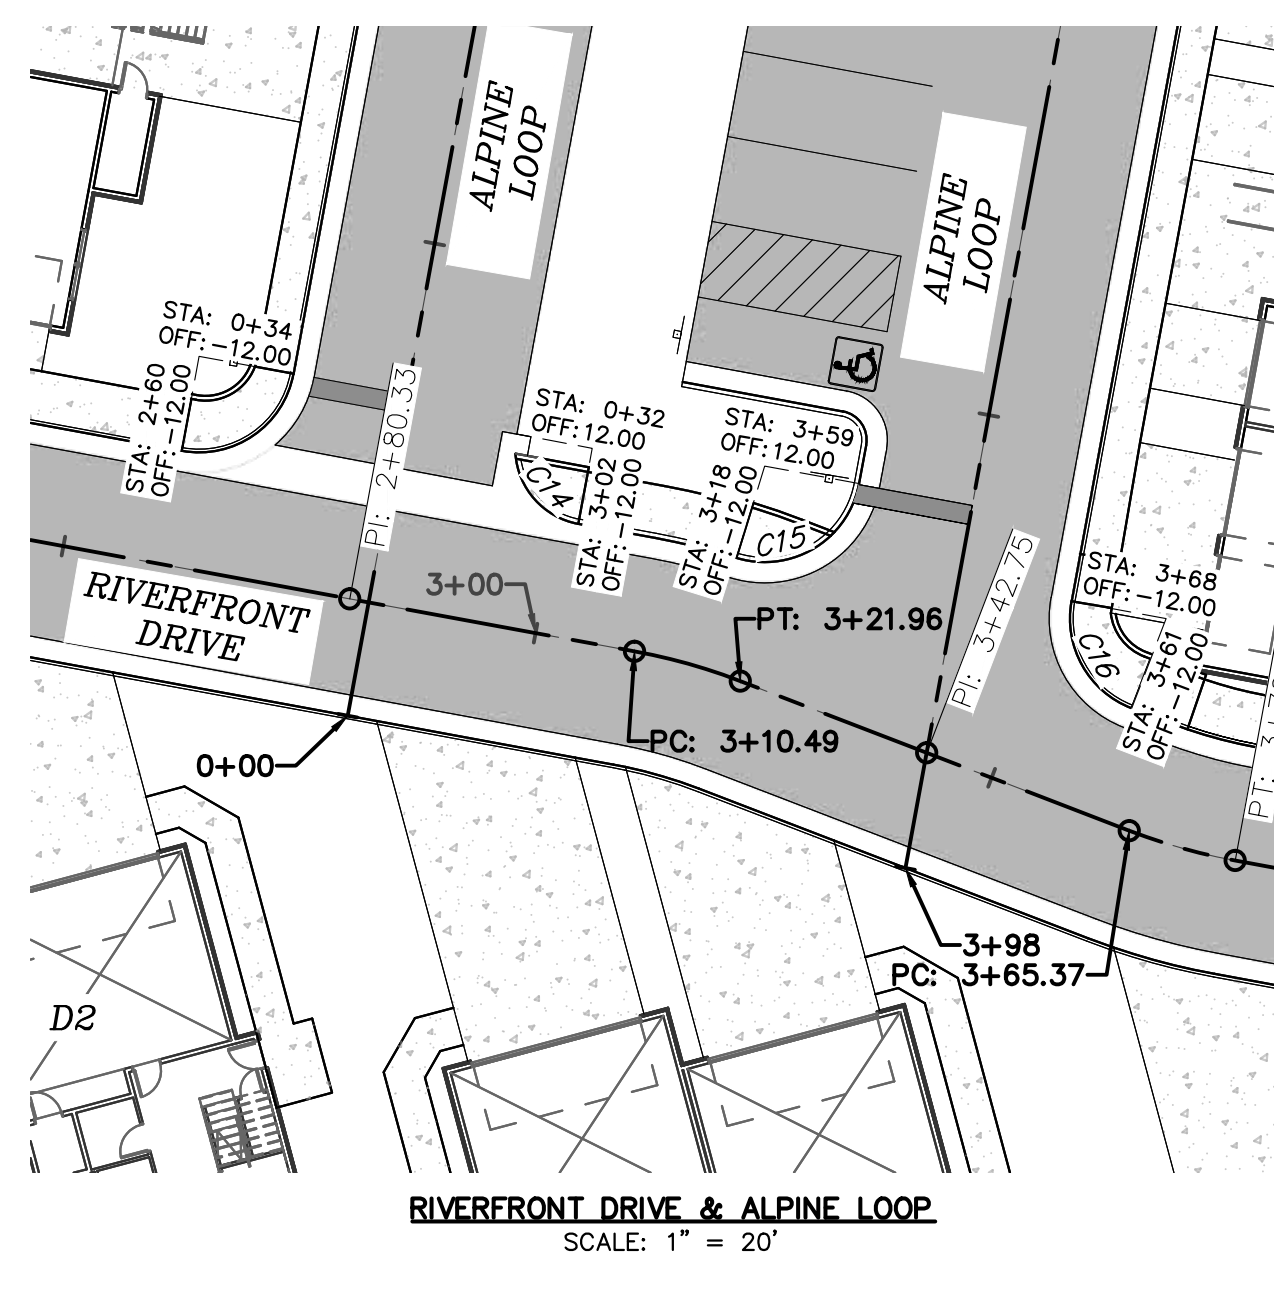 ALPINE
LOOP
ALPINE
LOOP
STA: 0+34
OFF:-12.00
STA: 2+60
OFF:-12.00
PI: 2+80.33
STA: 0+32
OFF:12.00
C14
STA: 3+02
OFF:-12.00
STA: 3+18
OFF:-12.00
STA: 3+59
OFF:12.00
C15
PI: 3+42.75
STA: 3+68
OFF:-12.00
C16
STA: 3+61
OFF:-12.00
RIVERFRONT
DRIVE
3+00
PT: 3+21.96
PC: 3+10.49
0+00
3+98
PC: 3+65.37
D2
RIVERFRONT DRIVE & ALPINE LOOP
SCALE: 1" = 20'